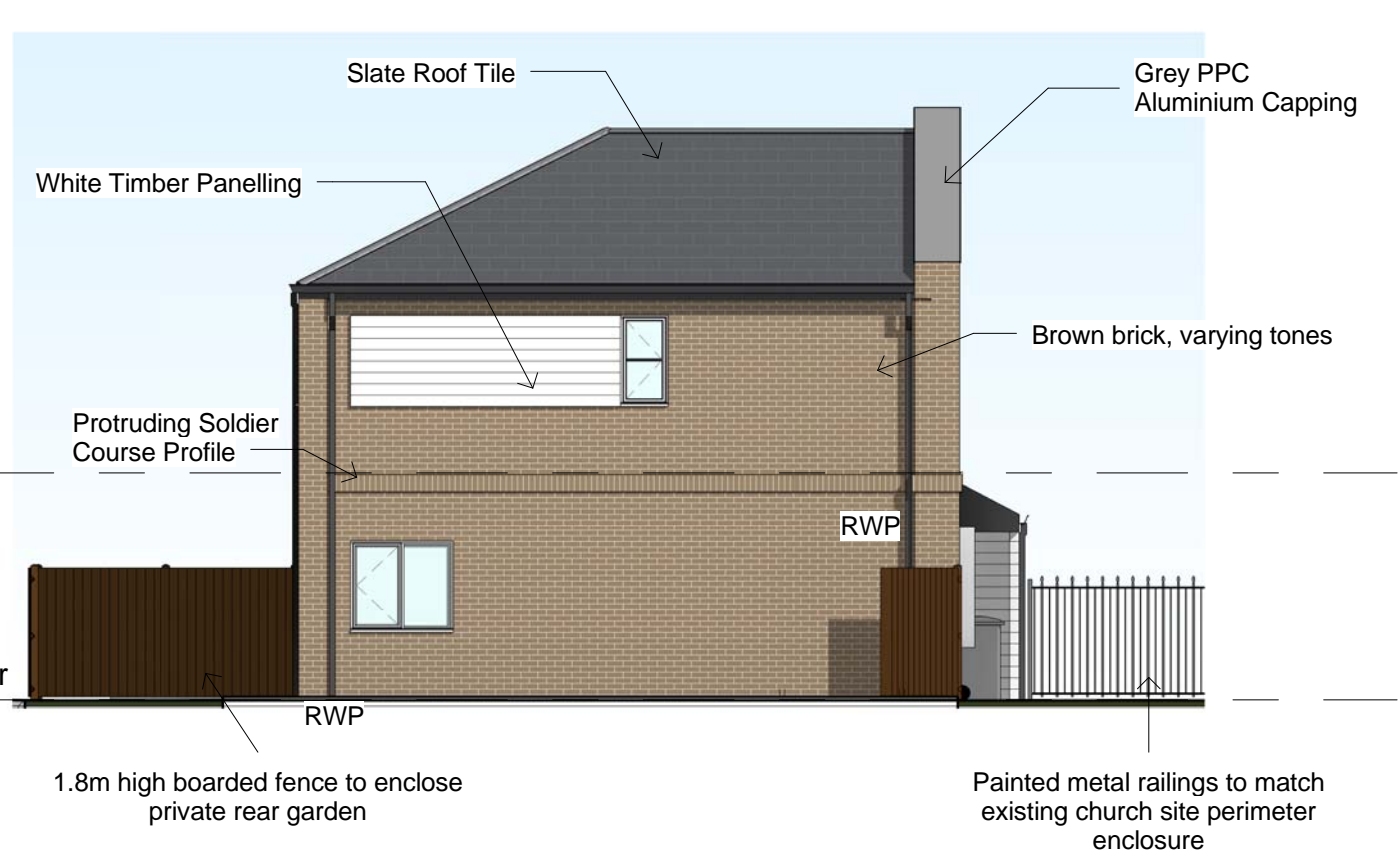 Slate Roof Tile
Grey PPC
Aluminium Capping
White Timber Panelling
Brown brick, varying tones
Protruding Soldier
Course Profile
RWP
r
RWP
1.8m high boarded fence to enclose
private rear garden
Painted metal railings to match
existing church site perimeter
enclosure